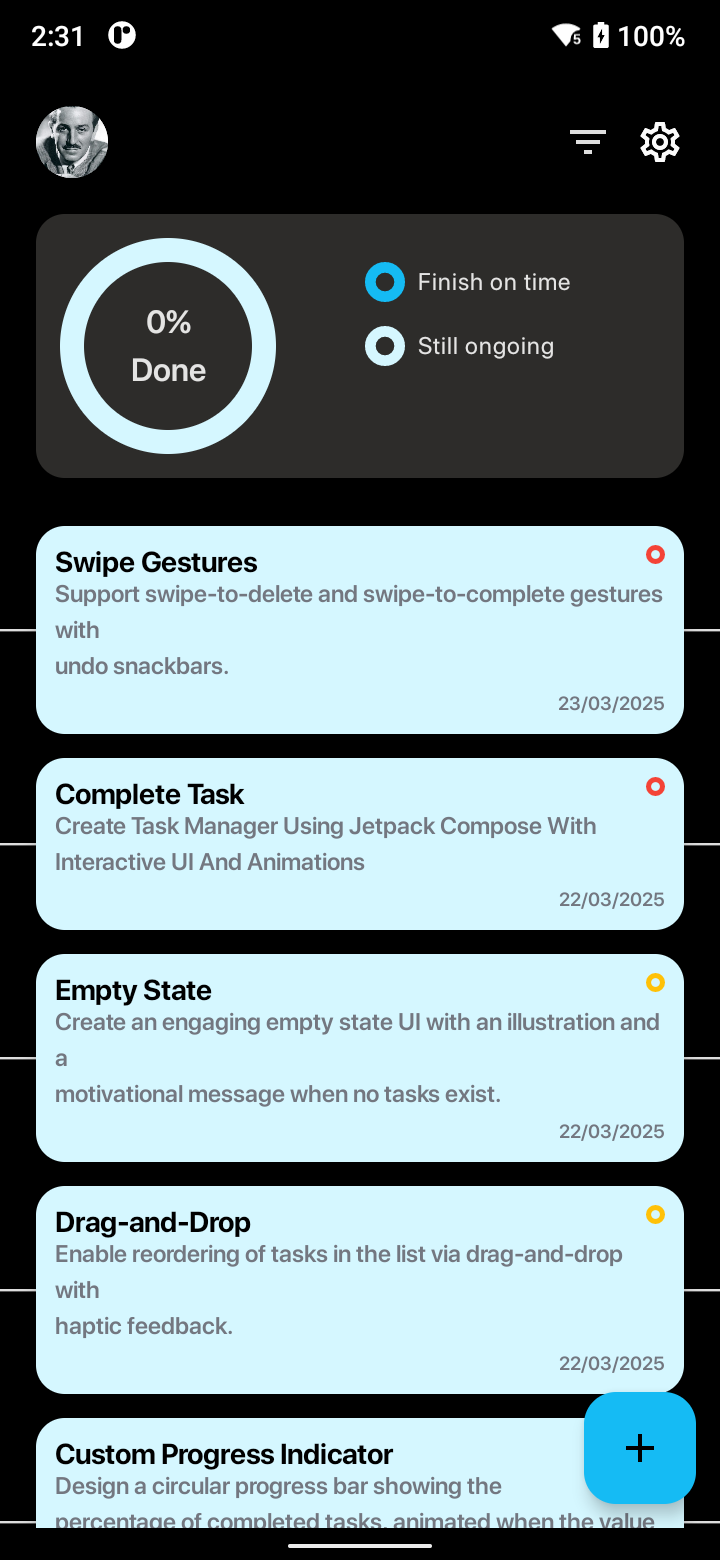 2:31
5
100%
0%
Done
Finish on time
Still ongoing
Swipe Gestures
Support swipe-to-delete and swipe-to-complete gestures
with
undo snackbars.
23/03/2025
Complete Task
Create Task Manager Using Jetpack Compose With
Interactive UI And Animations
22/03/2025
Empty State
Create an engaging empty state UI with an illustration and
a
motivational message when no tasks exist.
22/03/2025
Drag-and-Drop
Enable reordering of tasks in the list via drag-and-drop
with
haptic feedback.
22/03/2025
Custom Progress Indicator
Design a circular progress bar showing the
percentage of completed tasks, animated when the value